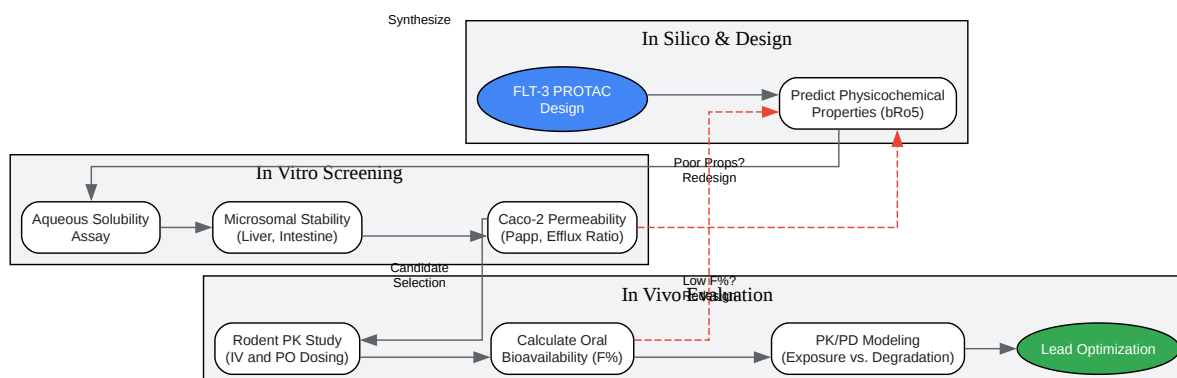 Synthesize
In Silico & Design
FLT-3 PROTAC
Design
Predict Physicochemical
Properties (bRo5)
Poor Props?
Redesign
In Vitro Screening
Aqueous Solubility
Assay
Microsomal Stability
(Liver, Intestine)
Caco-2 Permeability
(Papp, Efflux Ratio)
Candidate
Selection
Low F%?
Redesign
In Vivo Evaluation
Rodent PK Study
(IV and PO Dosing)
Calculate Oral
Bioavailability (F%)
PK/PD Modeling
(Exposure vs. Degradation)
Lead Optimization